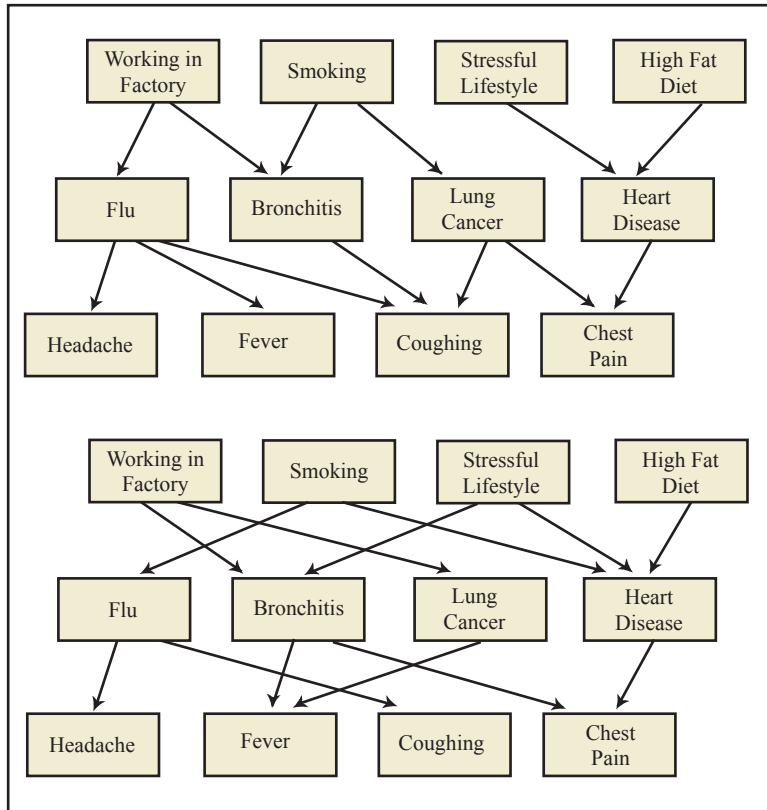 Working in
Factory
Smoking
Stressful
Lifestyle
High Fat
Diet
Flu
Bronchitis
Lung
Cancer
Heart
Disease
Headache
Fever
Coughing
Chest
Pain
Working in
Factory
Smoking
Stressful
Lifestyle
High Fat
Diet
Flu
Bronchitis
Lung
Cancer
Heart
Disease
Headache
Fever
Coughing
Chest
Pain